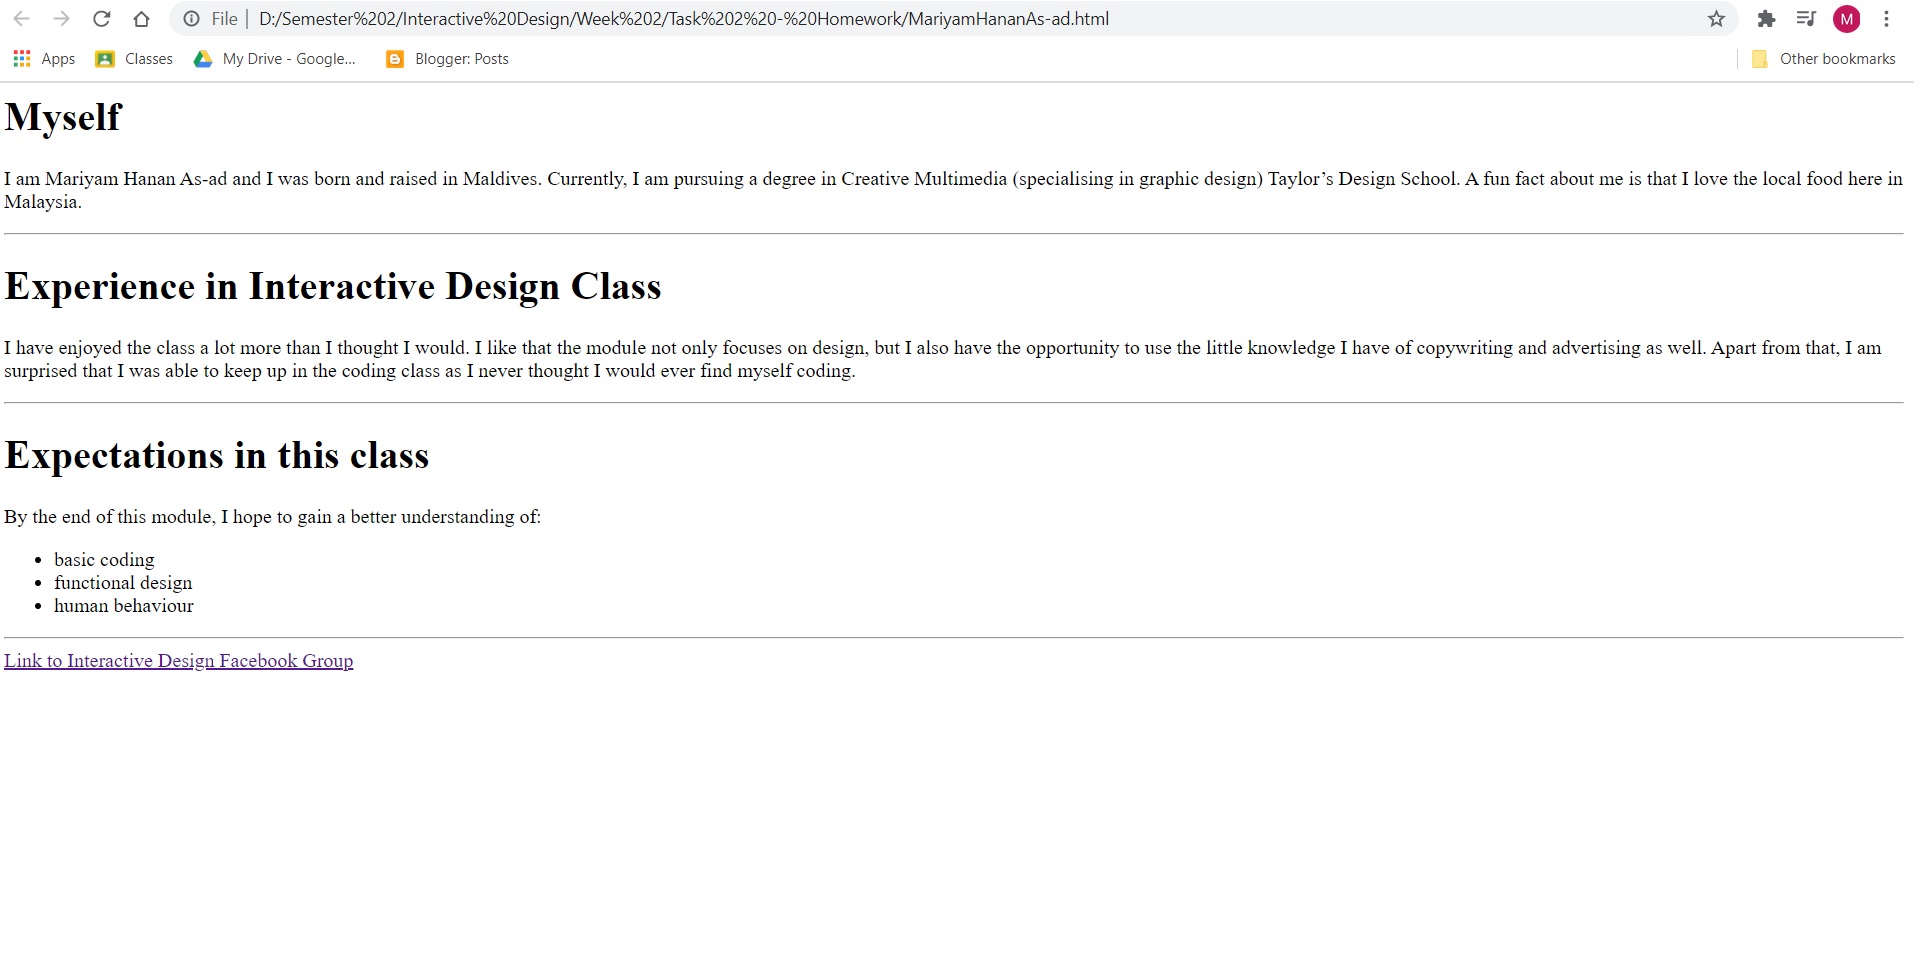 File | D:/Semester%202/Interactive%20Design/Week%202/Task%202%20-%20Homework/MariyamHananAs-ad.html M
Apps Classes My Drive - Google... Blogger: Posts Other bookmarks
Myself
I am Mariyam Hanan As-ad and I was born and raised in Maldives. Currently, I am pursuing a degree in Creative Multimedia (specialising in graphic design) Taylor’s Design School. A fun fact about me is that I love the local food here in
Malaysia.
Experience in Interactive Design Class
I have enjoyed the class a lot more than I thought I would. I like that the module not only focuses on design, but I also have the opportunity to use the little knowledge I have of copywriting and advertising as well. Apart from that, I am
surprised that I was able to keep up in the coding class as I never thought I would ever find myself coding.
Expectations in this class
By the end of this module, I hope to gain a better understanding of:
• basic coding
• functional design
• human behaviour
Link to Interactive Design Facebook Group